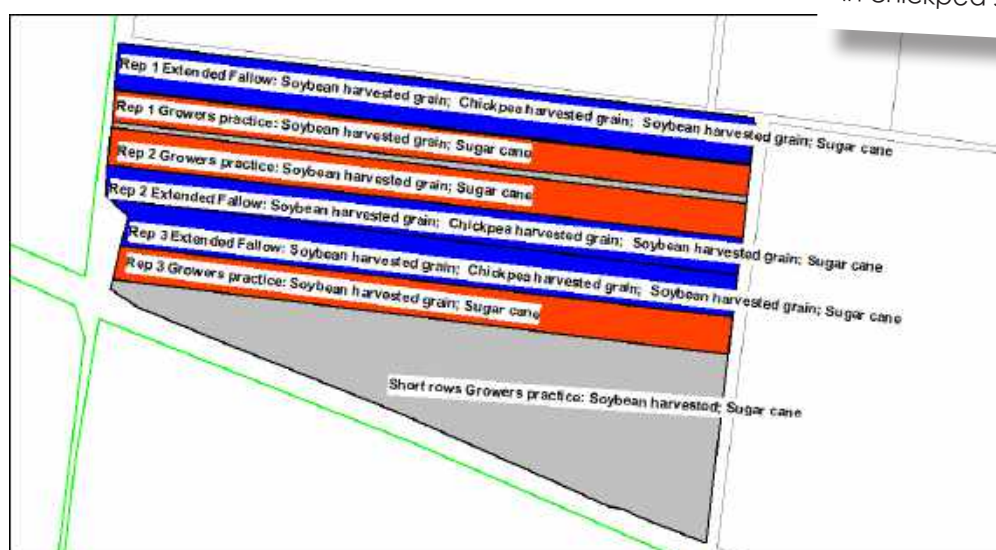 in Chickpea
Rep 1 Extended Fallow: Soybean harvested grain; Chickpea harvested grain; Soybean harvested grain; Sugar cane
Rep 1 Growers practice: Soybean harvested grain; Sugar cane
Rep 2 Growers practice: Soybean harvested grain; Sugar cane
Rep 2 Extended Fallow: Soybean harvested grain; Chickpea harvested grain; Soybean harvested grain; Sugar cane
Rep 3 Extended Fallow: Soybean harvested grain; Chickpea harvested grain; Soybean harvested grain; Sugar cane
Rep 3 Growers practice: Soybean harvested grain; Sugar cane
Short rows Growers practice: Soybean harvested; Sugar cane